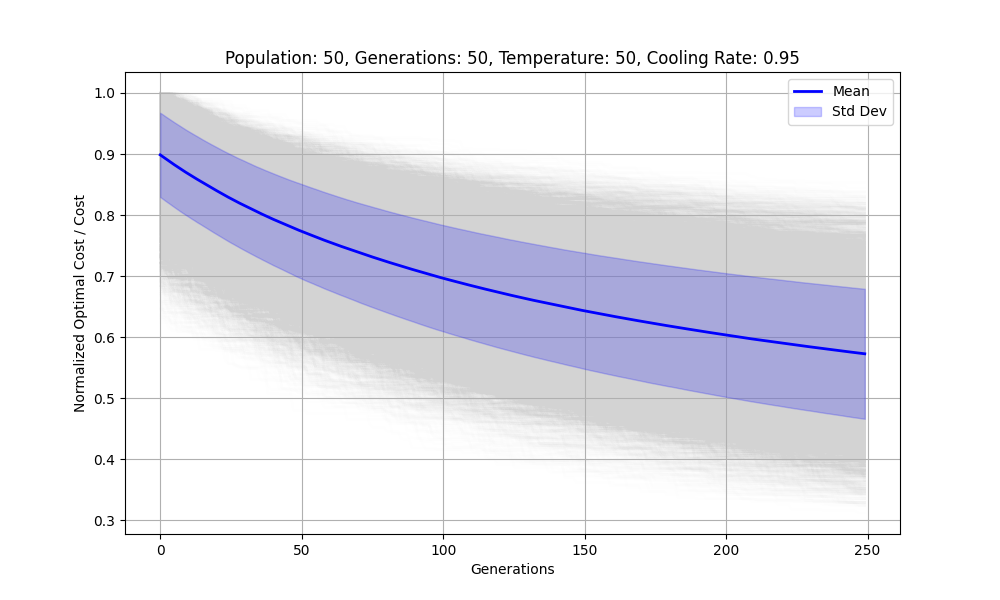 Population: 50, Generations: 50, Temperature: 50, Cooling Rate: 0.95
Mean
Std Dev
Normalized Optimal Cost / Cost
1.0
0.9
0.8
0.7
0.6
0.5
0.4
0.3
0 50 100 150 200 250
Generations